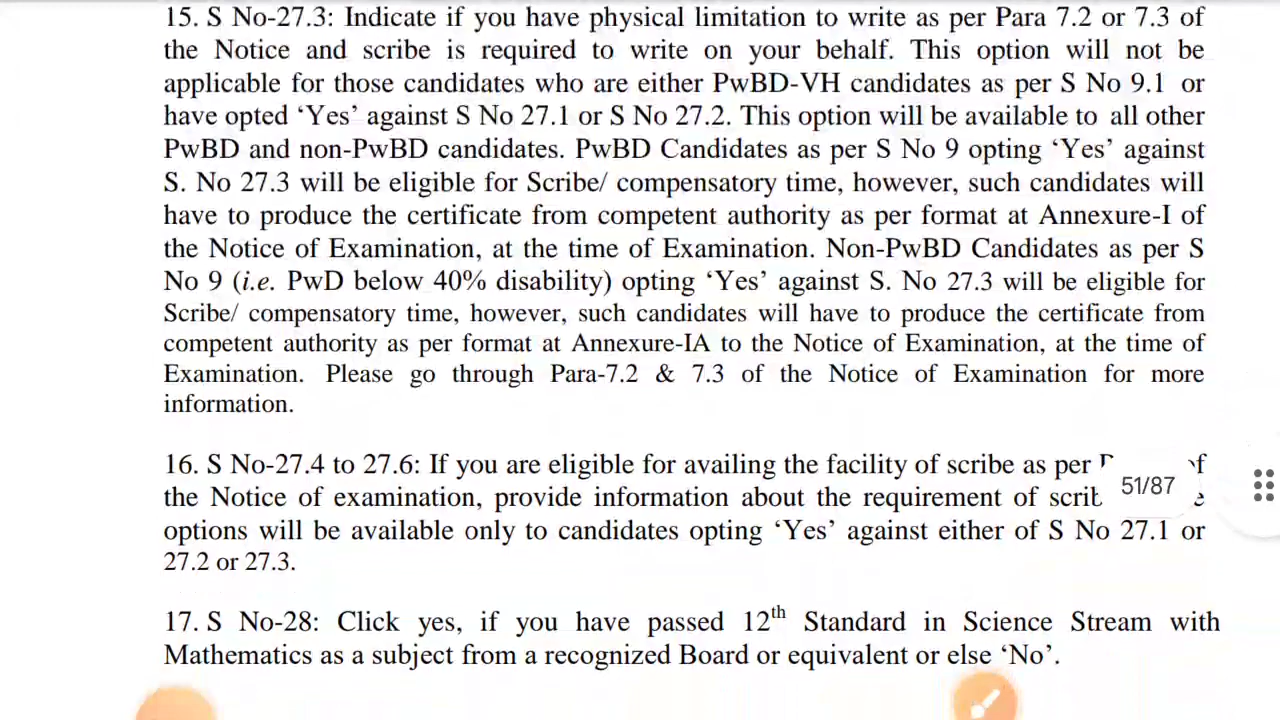 15. S No-27.3: Indicate if you have physical limitation to write as per Para 7.2 or 7.3 of
the Notice and scribe is required to write on your behalf. This option will not be
applicable for those candidates who are either PwBD-VH candidates as per S No 9.1 or
have opted ‘Yes’ against S No 27.1 or S No 27.2. This option will be available to all other
PwBD and non-PwBD candidates. PwBD Candidates as per S No 9 opting ‘Yes’ against
S. No 27.3 will be eligible for Scribe/ compensatory time, however, such candidates will
have to produce the certificate from competent authority as per format at Annexure-I of
the Notice of Examination, at the time of Examination. Non-PwBD Candidates as per S
No 9 (i.e. PwD below 40% disability) opting ‘Yes’ against S. No 27.3 will be eligible for
Scribe/ compensatory time, however, such candidates will have to produce the certificate from
competent authority as per format at Annexure-IA to the Notice of Examination, at the time of
Examination. Please go through Para-7.2 & 7.3 of the Notice of Examination for more
information.
16. S No-27.4 to 27.6: If you are eligible for availing the facility of scribe as per
the Notice of examination, provide information about the requirement of
51/87
options will be available only to candidates opting ‘Yes’ against either of S No 27.1 or
27.2 or 27.3.
17. S No-28: Click yes, if you have passed 12th Standard in Science Stream with
Mathematics as a subject from a recognized Board or equivalent or else ‘No’.